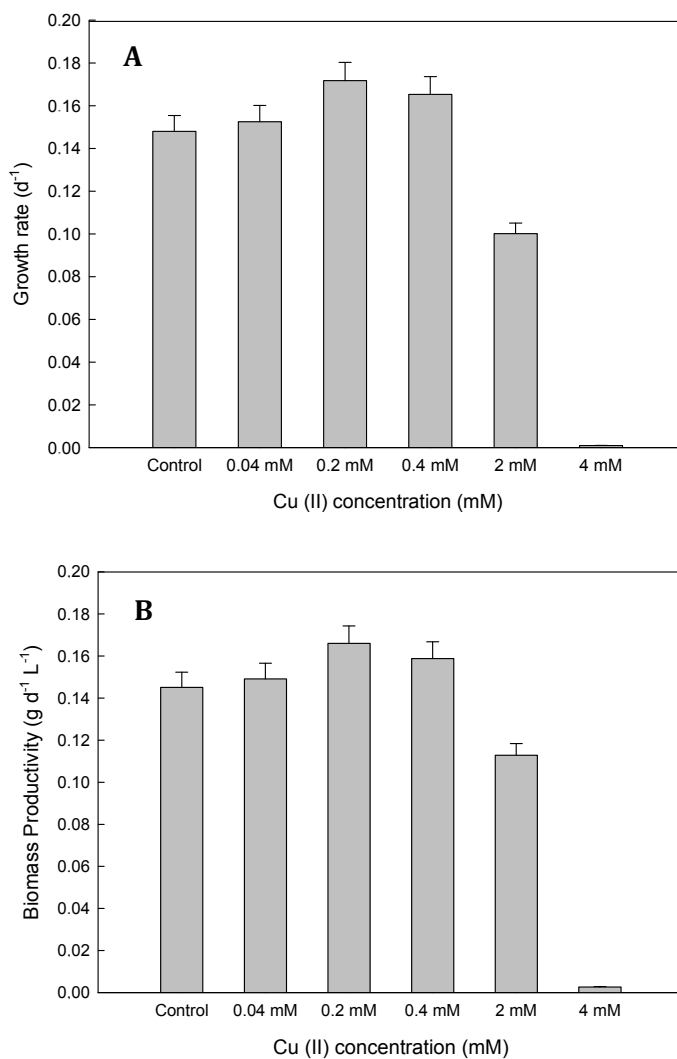 A
0.20
0.18
0.16
0.14
0.12
0.10
0.08
0.06
0.04
0.02
0.00
Growth rate (d⁻¹)
Control 0.04 mM 0.2 mM 0.4 mM 2 mM 4 mM
Cu (II) concentration (mM)
B
0.20
0.18
0.16
0.14
0.12
0.10
0.08
0.06
0.04
0.02
0.00
Biomass Productivity (g d⁻¹ L⁻¹)
Control 0.04 mM 0.2 mM 0.4 mM 2 mM 4 mM
Cu (II) concentration (mM)